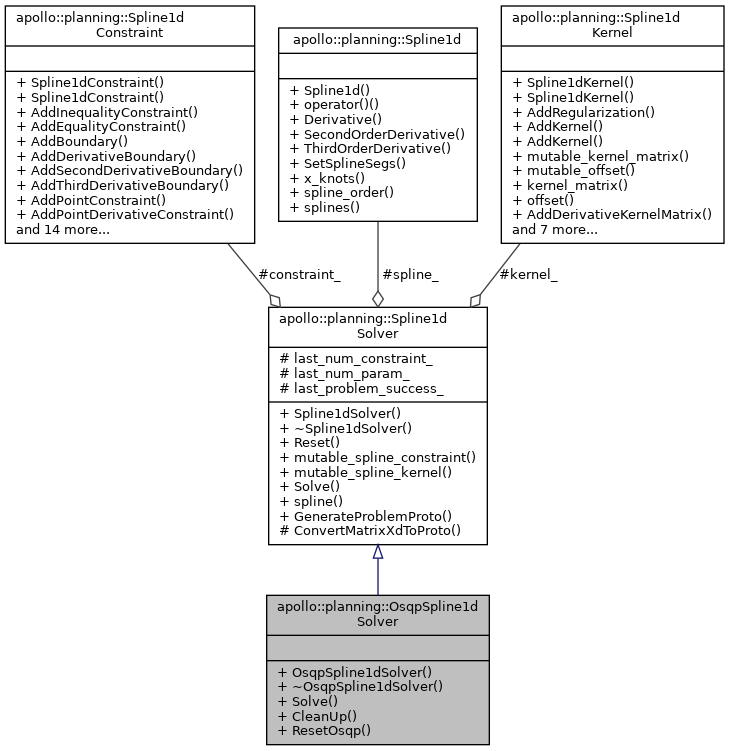 apollo::planning::Spline1d
Constraint
+ Spline1dConstraint()
+ Spline1dConstraint()
+ AddInequalityConstraint()
+ AddEqualityConstraint()
+ AddBoundary()
+ AddDerivativeBoundary()
+ AddSecondDerivativeBoundary()
+ AddThirdDerivativeBoundary()
+ AddPointConstraint()
+ AddPointDerivativeConstraint()
and 14 more...
apollo::planning::Spline1d
+ Spline1d()
+ operator()()
+ Derivative()
+ SecondOrderDerivative()
+ ThirdOrderDerivative()
+ SetSplineSegs()
+ x_knots()
+ spline_order()
+ splines()
apollo::planning::Spline1d
Kernel
+ Spline1dKernel()
+ Spline1dKernel()
+ AddRegularization()
+ AddKernel()
+ AddKernel()
+ mutable_kernel_matrix()
+ mutable_offset()
+ kernel_matrix()
+ offset()
+ AddDerivativeKernelMatrix()
and 7 more...
#constraint_
#spline_
#kernel_
apollo::planning::Spline1d
Solver
# last_num_constraint_
# last_num_param_
# last_problem_success_
+ Spline1dSolver()
+ ~Spline1dSolver()
+ Reset()
+ mutable_spline_constraint()
+ mutable_spline_kernel()
+ Solve()
+ spline()
+ GenerateProblemProto()
# ConvertMatrixXdToProto()
apollo::planning::OsqpSpline1d
Solver
+ OsqpSpline1dSolver()
+ ~OsqpSpline1dSolver()
+ Solve()
+ CleanUp()
+ ResetOsqp()